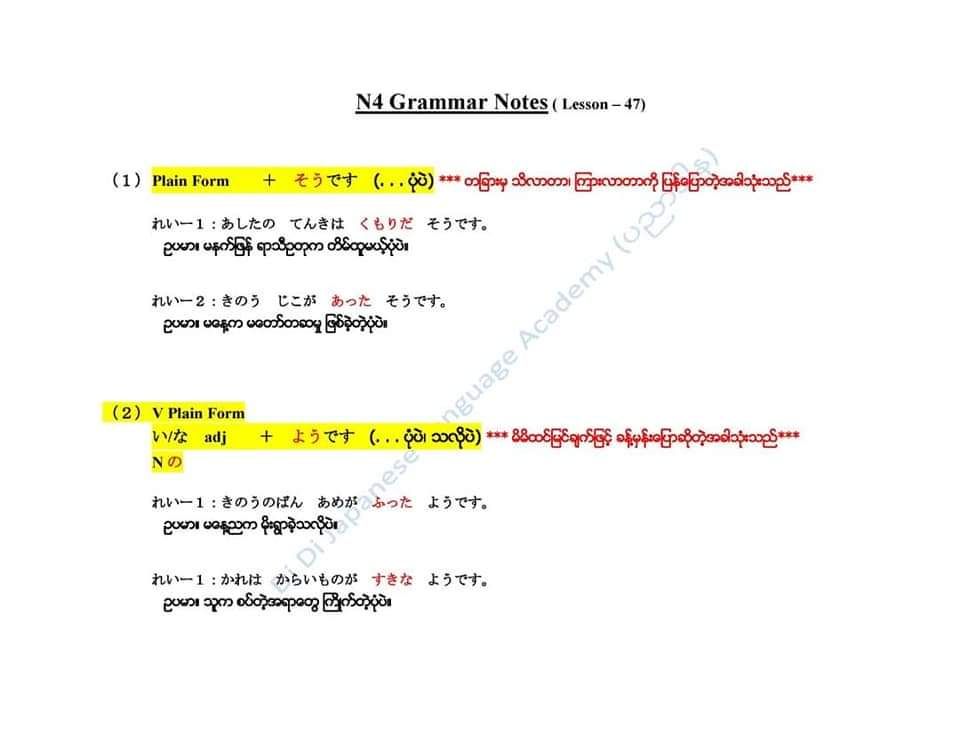 N4 Grammar Notes ( Lesson – 47)
（1） Plain Form ＋ そうです (. . . ပုံပဲ) *** တခြားမှ သိလာတာ၊ ကြားလာတာကို ပြန်ပြောတဲ့အခါသုံးသည်***
れいー1：あしたの てんきは くもりだ そうです。
ဥပမာ။ မနက်ဖြန် ရာသီဥတုက တိမ်ထူမယ့်ပုံပဲ။
れいー2：きのう じこが あった そうです。
ဥပမာ။ မနေ့က မတော်တဆမှု ဖြစ်ခဲ့တဲ့ပုံပဲ။
（2） V Plain Form
い/な adj ＋ ようです (. . . ပုံပဲ၊ သလိုပဲ) *** မိမိထင်မြင်ချက်ဖြင့် ခန့်မှန်းပြောဆိုတဲ့အခါသုံးသည်***
N の
れいー1：きのうのばん あめが ふった ようです。
ဥပမာ။ မနေ့ညက မိုးရွာခဲ့သလိုပဲ။
れいー1：かれは からいものが すきな ようです。
ဥပမာ။ သူက စပ်တဲ့အရာတွေ ကြိုက်တဲ့ပုံပဲ။
Di Di Japanese Language Academy